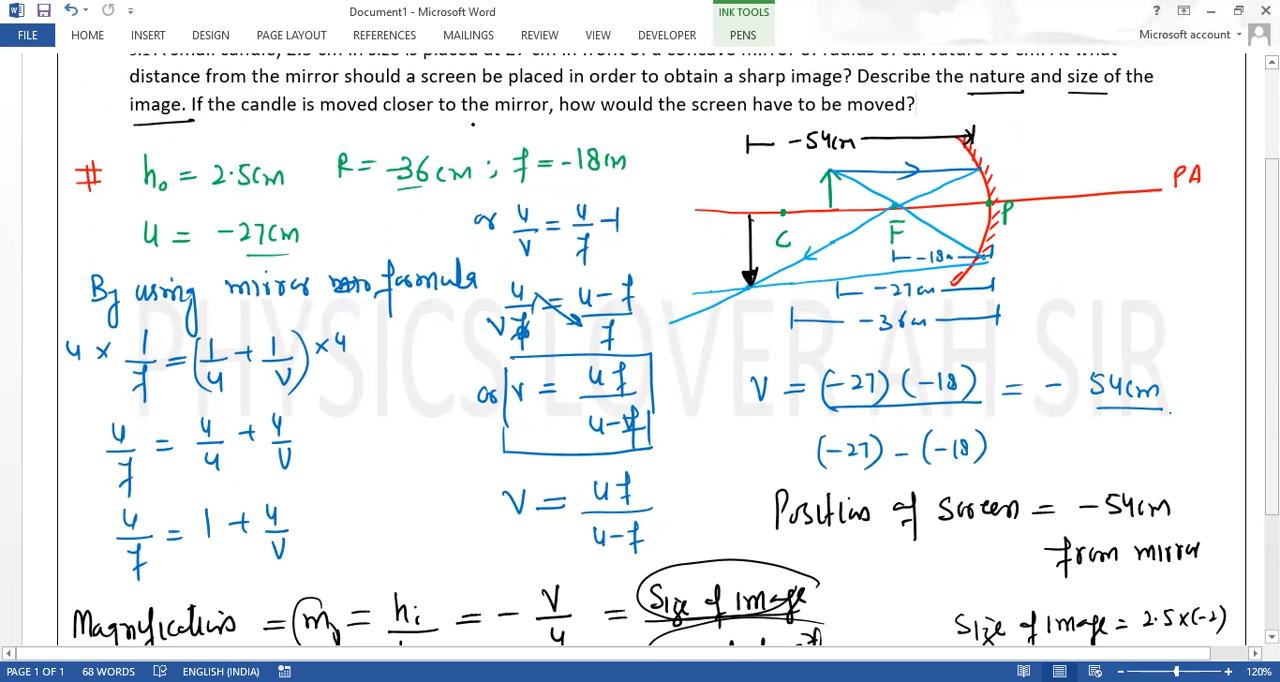 Document1 - Microsoft Word
INK TOOLS
FILE HOME INSERT DESIGN PAGE LAYOUT REFERENCES MAILINGS REVIEW VIEW DEVELOPER PENS
Microsoft account
distance from the mirror should a screen be placed in order to obtain a sharp image? Describe the nature and size of the
image. If the candle is moved closer to the mirror, how would the screen have to be moved?
# h₀ = 2.5cm R = -36cm ; f = -18cm
u = -27cm
By using mirror formula
u × 1/f = (1/u + 1/v) × u
u/f = u/u + u/v
u/f = 1 + u/v
or u/v = u/f - 1
u/v = u-f/f
or v = uf/u-f
v = uf/u-f
-54cm
PA
C F P
-18
-27cm
-36cm
V = (-27)(-18)/(-27) - (-18) = - 54cm
Position of screen = -54cm
from mirror
Magnification = m = hi = - v/u = Size of image
Size of image = 2.5×(-2)
PHYSICS LOVER AH SIR
PAGE 1 OF 1 68 WORDS ENGLISH (INDIA) 120%